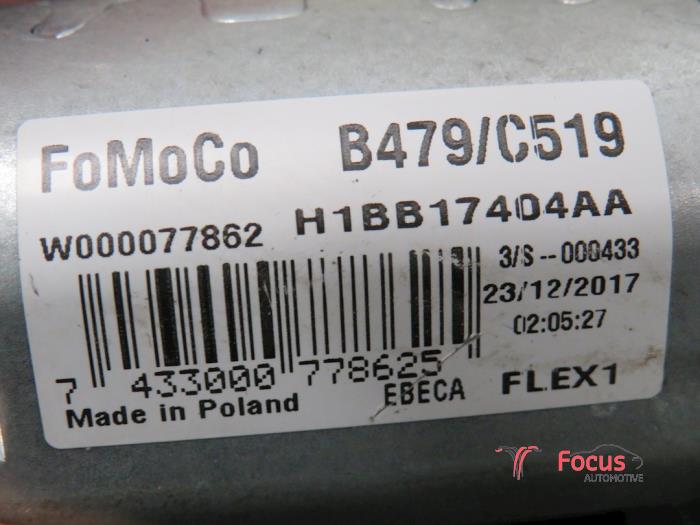 FoMoCo B479/C519
W000077862 H1BB17404AA
3/S--000433
23/12/2017
02:05:27
7 433000 778625
EBECA FLEX1
Made in Poland
Focus
AUTOMOTIVE